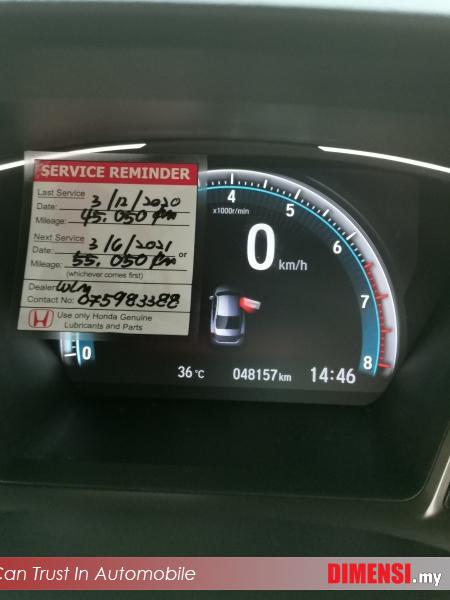 SERVICE REMINDER
Last Service
Date: 3/12/2020
Mileage: 45.050 km
Next Service
Date: 3/6/2021 or
Mileage: 55.050 km
(whichever comes first)
Dealer WLM
Contact No: 075983388
Use only Honda Genuine
Lubricants and Parts
4
x1000r/min
5
6
7
8
0
0
km/h
36 °C 048157 km 14:46
Can Trust In Automobile
DIMENSI.my